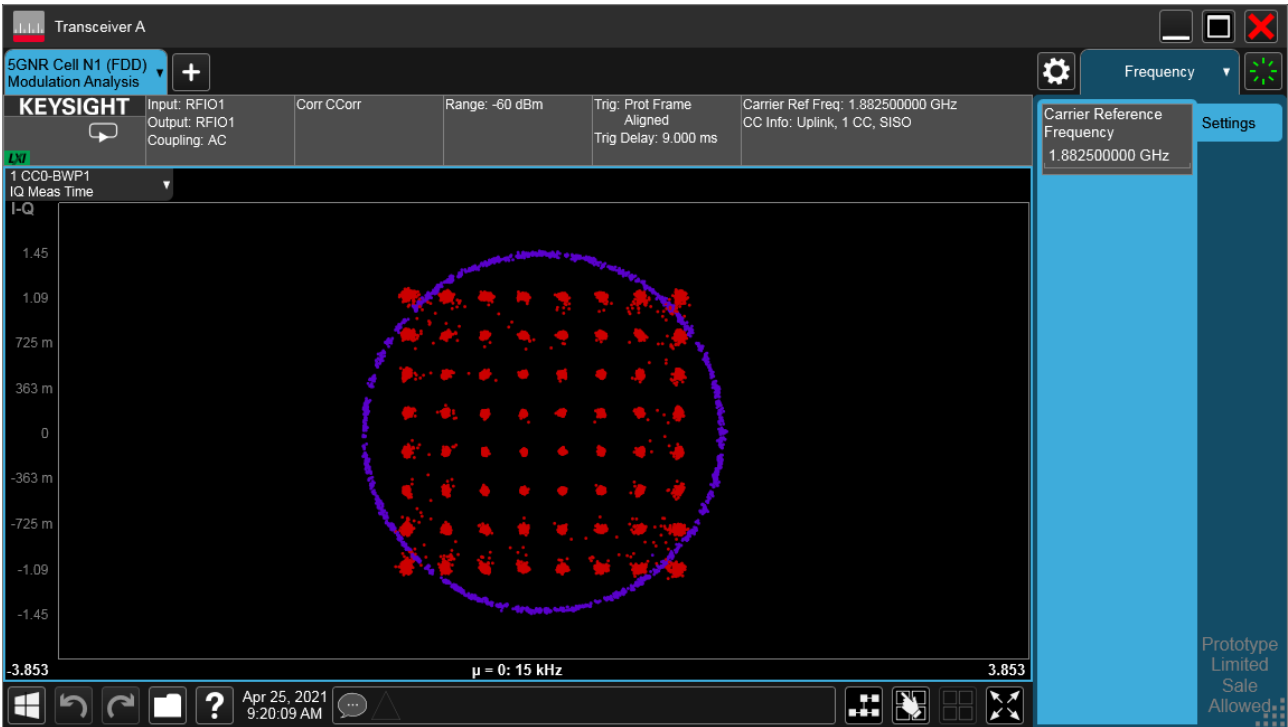 Transceiver A
5GNR Cell N1 (FDD)
Modulation Analysis
Frequency
KEYSIGHT
LXI
Input: RFIO1
Output: RFIO1
Coupling: AC
Corr CCorr
Range: -60 dBm
Trig: Prot Frame
Aligned
Trig Delay: 9.000 ms
Carrier Ref Freq: 1.882500000 GHz
CC Info: Uplink, 1 CC, SISO
Carrier Reference
Frequency
1.882500000 GHz
Settings
1 CC0-BWP1
IQ Meas Time
I-Q
1.45
1.09
725 m
363 m
0
-363 m
-725 m
-1.09
-1.45
-3.853
µ = 0: 15 kHz
3.853
Prototype
Limited
Sale
Allowed
?
Apr 25, 2021
9:20:09 AM